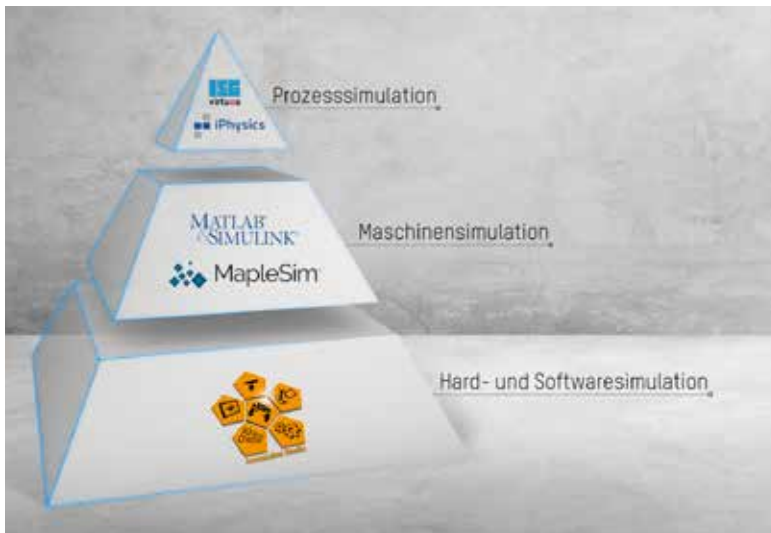 ISG
virtuos
iPhysics
Prozesssimulation
MATLAB
&SIMULINK
MapleSim
Maschinensimulation
Hard- und Softwaresimulation